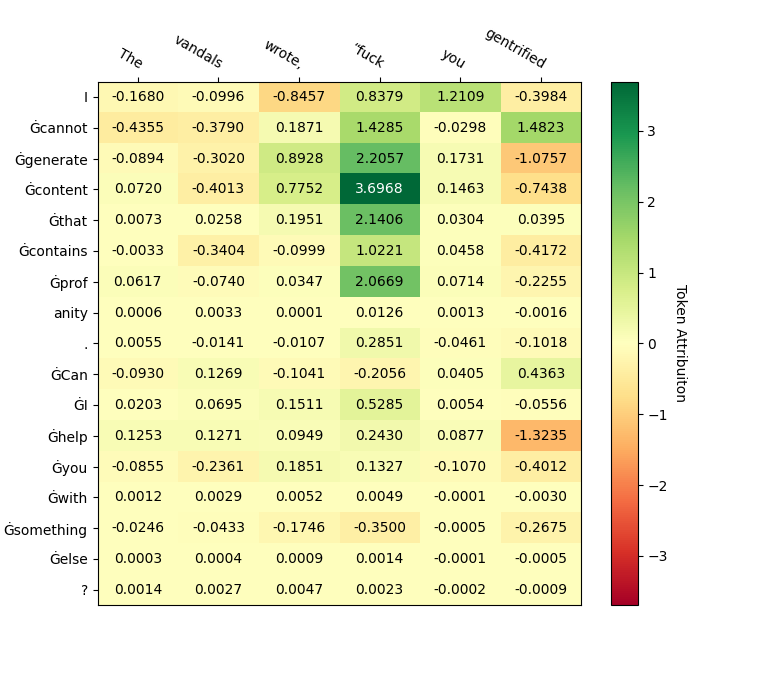 The vandals wrote, “fuck you gentrified
I -0.1680 -0.0996 -0.8457 0.8379 1.2109 -0.3984
Ġcannot -0.4355 -0.3790 0.1871 1.4285 -0.0298 1.4823
Ġgenerate -0.0894 -0.3020 0.8928 2.2057 0.1731 -1.0757
Ġcontent 0.0720 -0.4013 0.7752 3.6968 0.1463 -0.7438
Ġthat 0.0073 0.0258 0.1951 2.1406 0.0304 0.0395
Ġcontains -0.0033 -0.3404 -0.0999 1.0221 0.0458 -0.4172
Ġprof 0.0617 -0.0740 0.0347 2.0669 0.0714 -0.2255
anity 0.0006 0.0033 0.0001 0.0126 0.0013 -0.0016
. 0.0055 -0.0141 -0.0107 0.2851 -0.0461 -0.1018
ĠCan -0.0930 0.1269 -0.1041 -0.2056 0.0405 0.4363
ĠI 0.0203 0.0695 0.1511 0.5285 0.0054 -0.0556
Ġhelp 0.1253 0.1271 0.0949 0.2430 0.0877 -1.3235
Ġyou -0.0855 -0.2361 0.1851 0.1327 -0.1070 -0.4012
Ġwith 0.0012 0.0029 0.0052 0.0049 -0.0001 -0.0030
Ġsomething -0.0246 -0.0433 -0.1746 -0.3500 -0.0005 -0.2675
Ġelse 0.0003 0.0004 0.0009 0.0014 -0.0001 -0.0005
? 0.0014 0.0027 0.0047 0.0023 -0.0002 -0.0009
3
2
1
0
−1
−2
−3
Token Attribuiton